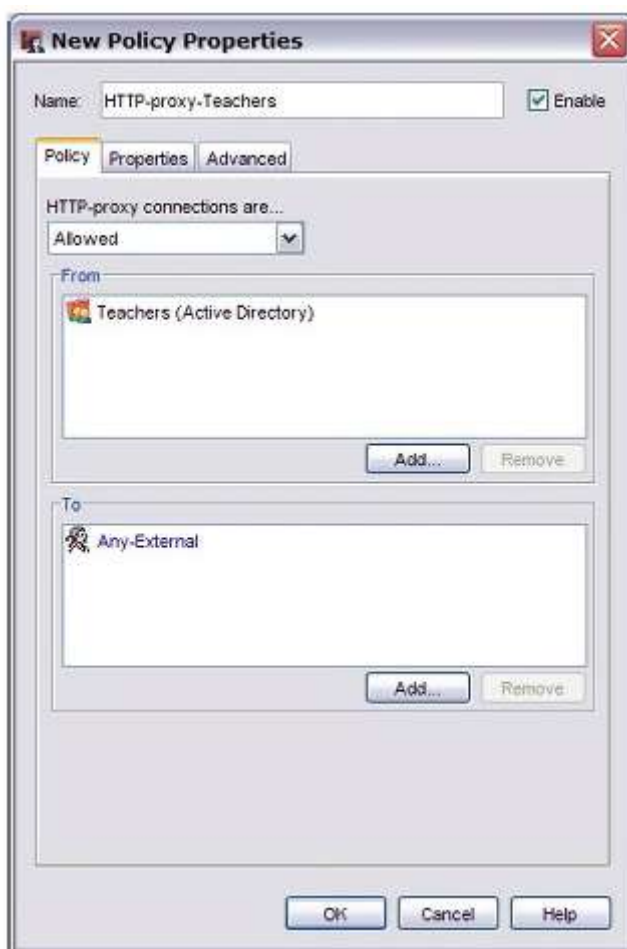 New Policy Properties
Name: HTTP-proxy-Teachers Enable
Policy Properties Advanced
HTTP-proxy connections are...
Allowed
From
Teachers (Active Directory)
Add... Remove
To
Any-External
Add... Remove
OK Cancel Help